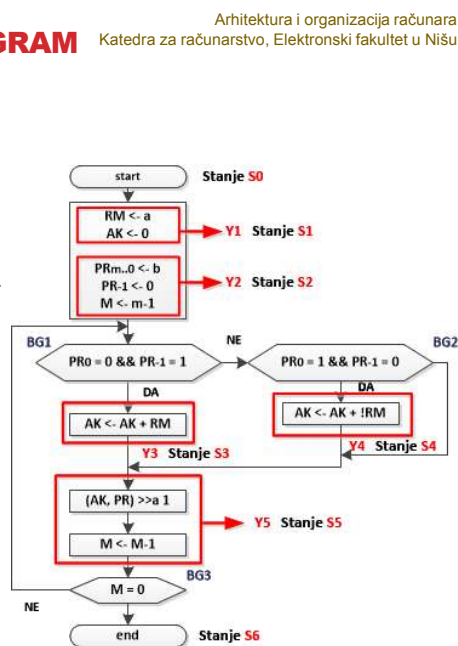 Arhitektura i organizacija računara
GRAM Katedra za računarstvo, Elektronski fakultet u Nišu
start Stanje S0
RM <- a
AK <- 0
Y1 Stanje S1
PRm..0 <- b
PR-1 <- 0
M <- m-1
Y2 Stanje S2
BG1 NE BG2
PR0 = 0 && PR-1 = 1 PR0 = 1 && PR-1 = 0
DA DA
AK <- AK + RM AK <- AK + !RM
Y3 Stanje S3 Y4 Stanje S4
(AK, PR) >>a 1
Y5 Stanje S5
M <- M-1
BG3
M = 0
NE
end Stanje S6